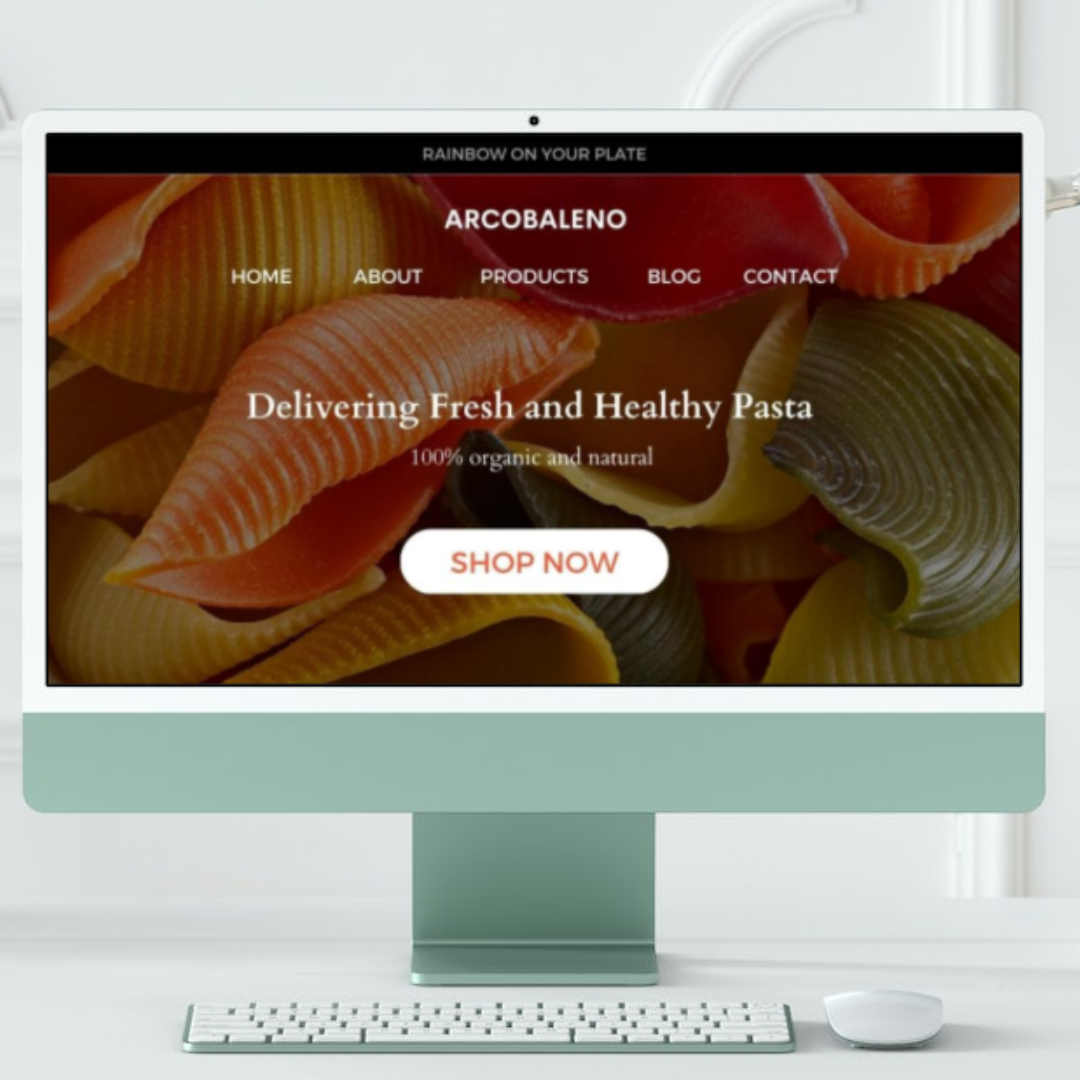 RAINBOW ON YOUR PLATE
ARCOBALENO
HOME ABOUT PRODUCTS BLOG CONTACT
Delivering Fresh and Healthy Pasta
100% organic and natural
SHOP NOW